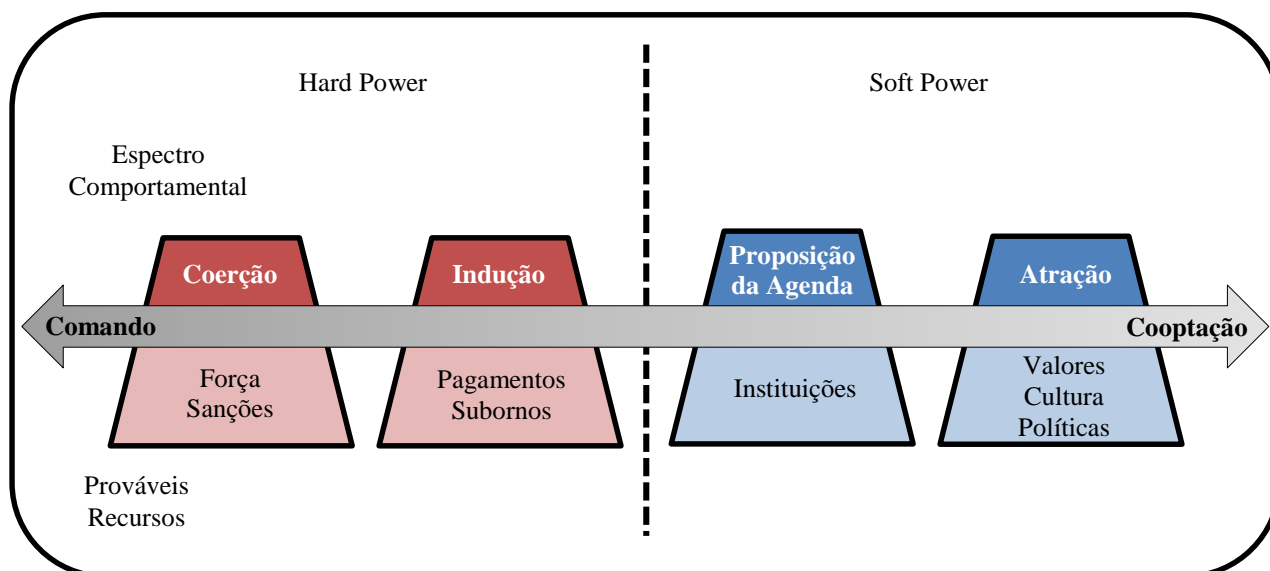 Hard Power
Soft Power
Espectro
Comportamental
Coerção
Indução
Proposição
da Agenda
Atração
Comando
Cooptação
Força
Sanções
Pagamentos
Subornos
Instituições
Valores
Cultura
Políticas
Prováveis
Recursos